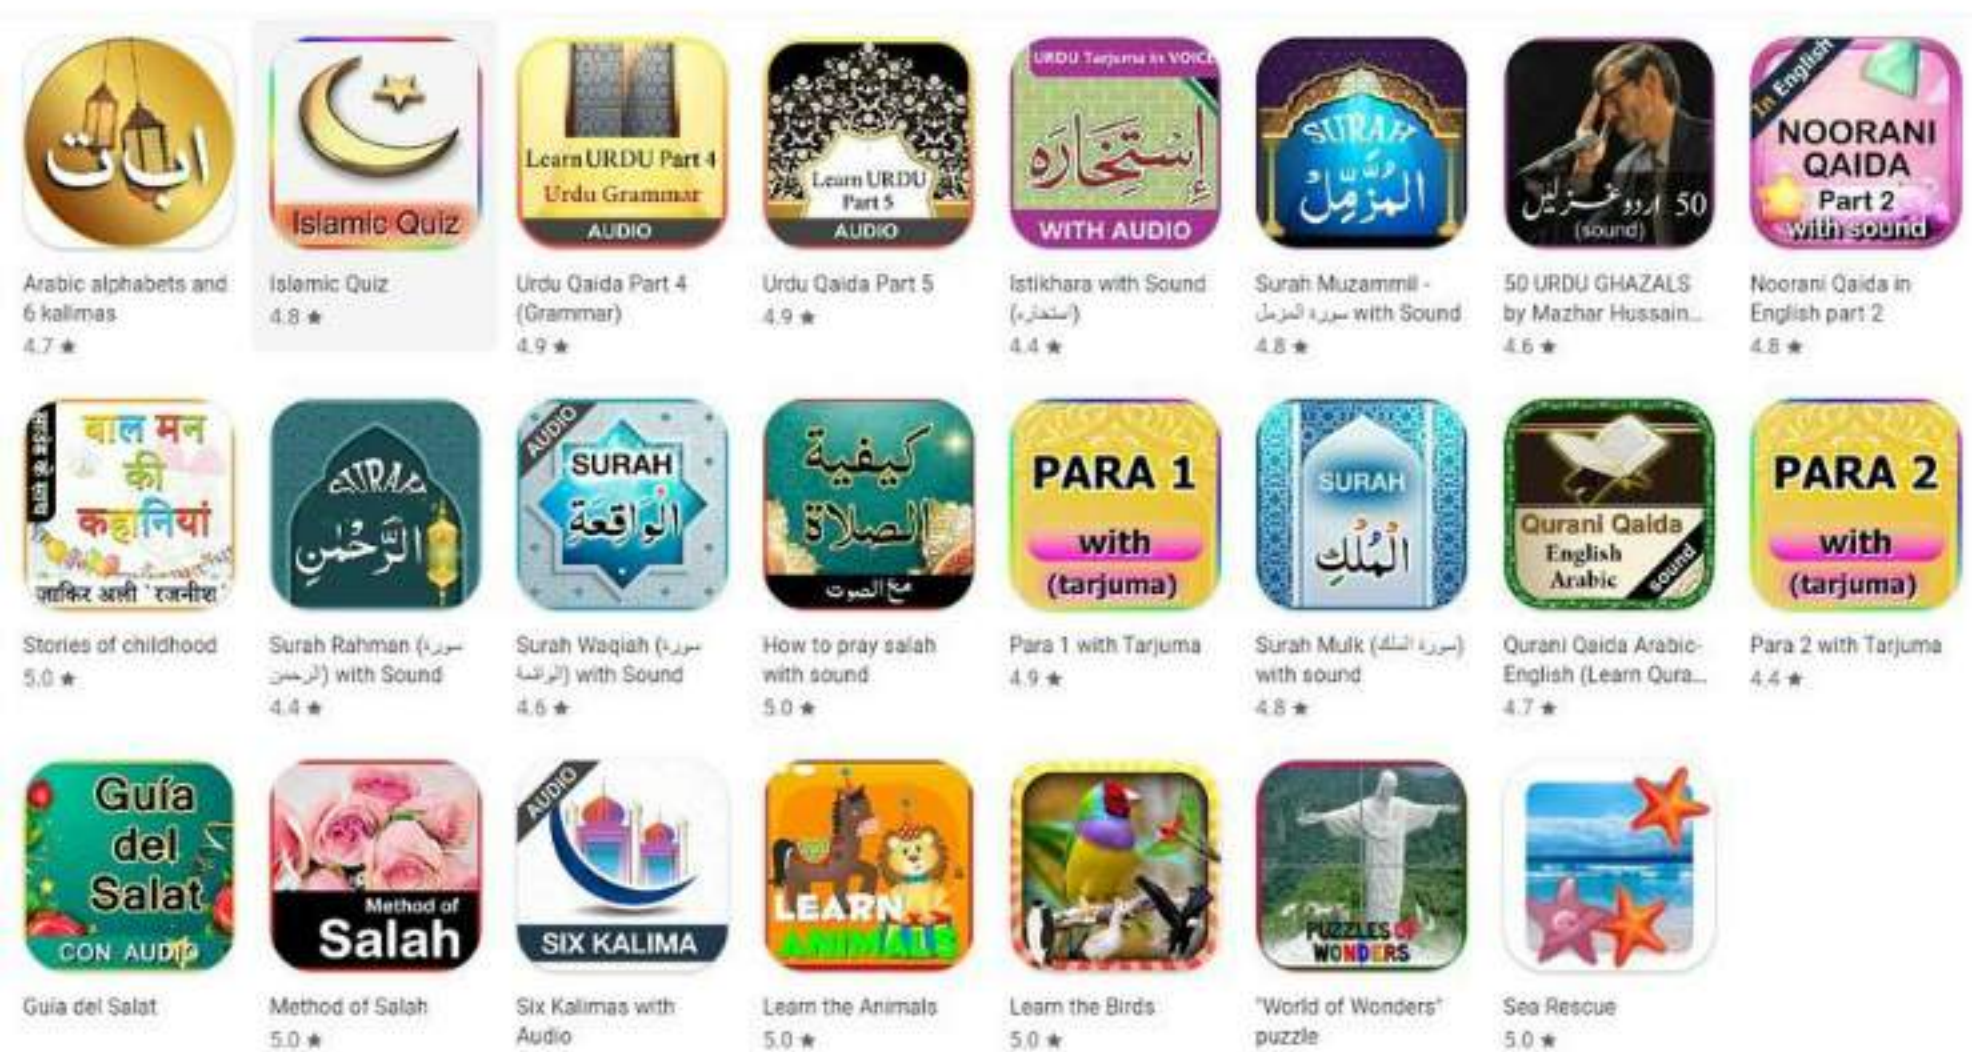 ا ب ت
Arabic alphabets and
6 kalimas
4.7 ★
Islamic Quiz
Islamic Quiz
4.8 ★
Learn URDU Part 4
Urdu Grammar
AUDIO
Urdu Qaida Part 4
(Grammar)
4.9 ★
Learn URDU
Part 5
AUDIO
Urdu Qaida Part 5
4.9 ★
URDU Tarjuma in VOICE
إِسْتِخَارَه
WITH AUDIO
Istikhara with Sound
(استخارہ)
4.4 ★
SURAH
الْمُزَّمِّلْ
Surah Muzammil -
سورة المزمل with Sound
4.8 ★
50 اردو غزلیں
(sound)
50 URDU GHAZALS
by Mazhar Hussain...
4.6 ★
In English
NOORANI
QAIDA
Part 2
with sound
Noorani Qaida in
English part 2
4.8 ★
बाल मन
की
कहानियां
ज़ाकिर अली 'रजनीश'
Stories of childhood
5.0 ★
SURAH
الرَّحْمٰنِ
Surah Rahman (سورة
الرحمن) with Sound
4.4 ★
AUDIO
SURAH
الْوَاقِعَة
Surah Waqiah (سورة
الواقعة) with Sound
4.6 ★
كيفية
الصلاة
مع الصوت
How to pray salah
with sound
5.0 ★
PARA 1
with
(tarjuma)
Para 1 with Tarjuma
4.9 ★
SURAH
الْمُلْكِ
Surah Mulk (سورة الملك)
with sound
4.8 ★
Qurani Qaida
English
Arabic
sound
Qurani Qaida Arabic-
English (Learn Qura...
4.7 ★
PARA 2
with
(tarjuma)
Para 2 with Tarjuma
4.4 ★
Guía
del
Salat
CON AUDIO
Guia del Salat
Method of
Salah
Method of Salah
5.0 ★
AUDIO
SIX KALIMA
Six Kalimas with
Audio
LEARN
ANIMALS
Learn the Animals
5.0 ★
Learn the Birds
5.0 ★
PUZZLES OF
WONDERS
"World of Wonders"
puzzle
Sea Rescue
5.0 ★